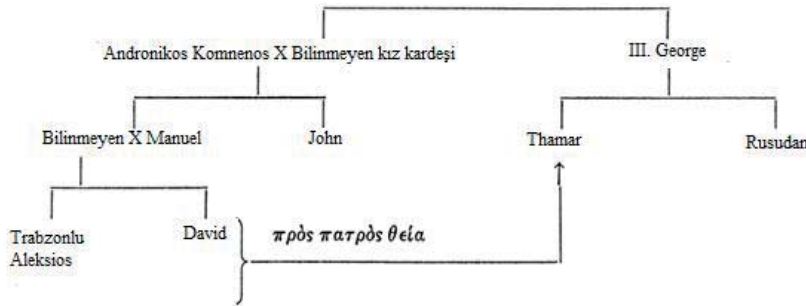 Andronikos Komnenos X Bilinmeyen kız kardeşi
III. George
Bilinmeyen X Manuel
John
Thamar
Rusudan
Trabzonlu
Aleksios
David
πρὸς πατρὸς θεία